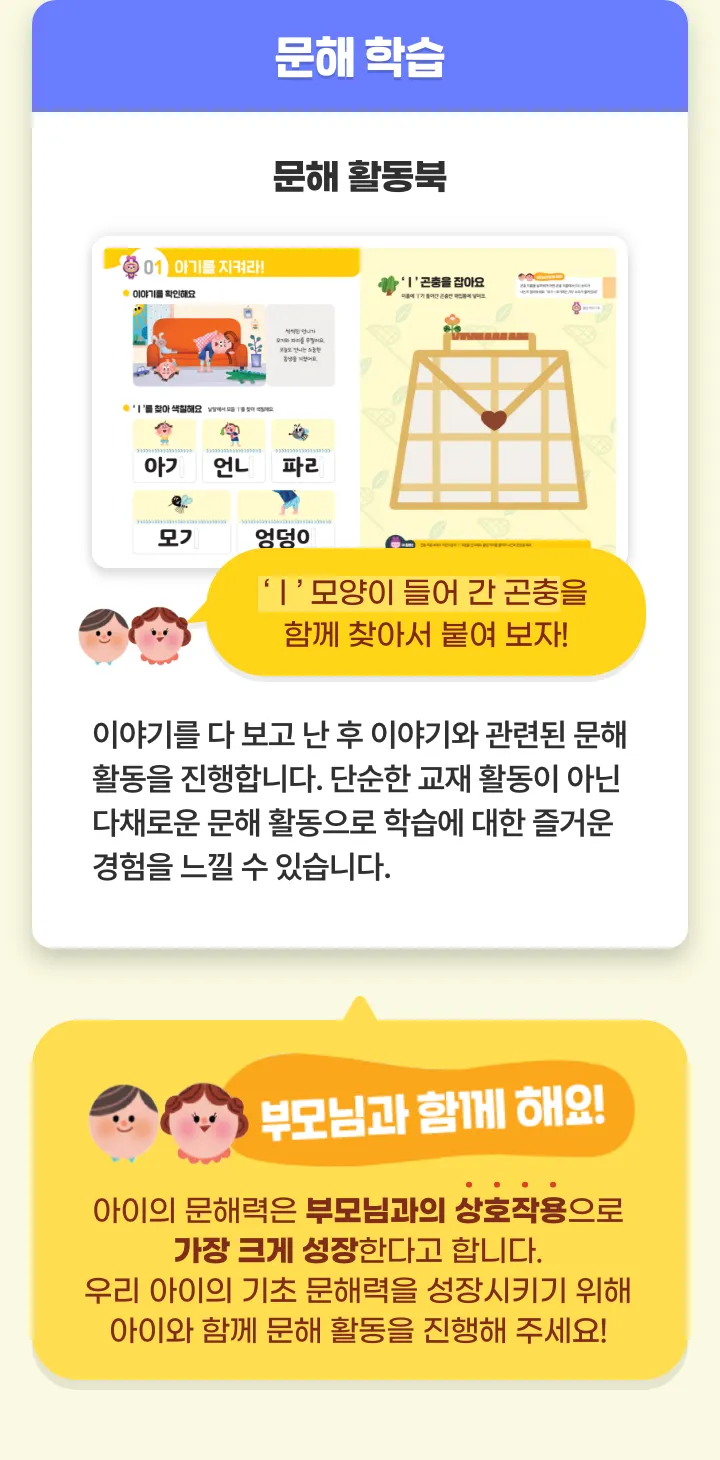 문해 학습
문해 활동북
01 아기를 지켜라!
이야기를 확인해요
‘ㅣ’를 찾아 색칠해요
아기
언니
파리
모기
엉덩이
‘ㅣ’ 곤충을 잡아요
‘ㅣ’ 모양이 들어 간 곤충을
함께 찾아서 붙여 보자!
이야기를 다 보고 난 후 이야기와 관련된 문해
활동을 진행합니다. 단순한 교재 활동이 아닌
다채로운 문해 활동으로 학습에 대한 즐거운
경험을 느낄 수 있습니다.
부모님과 함께 해요!
아이의 문해력은 부모님과의 상호작용으로
가장 크게 성장한다고 합니다.
우리 아이의 기초 문해력을 성장시키기 위해
아이와 함께 문해 활동을 진행해 주세요!